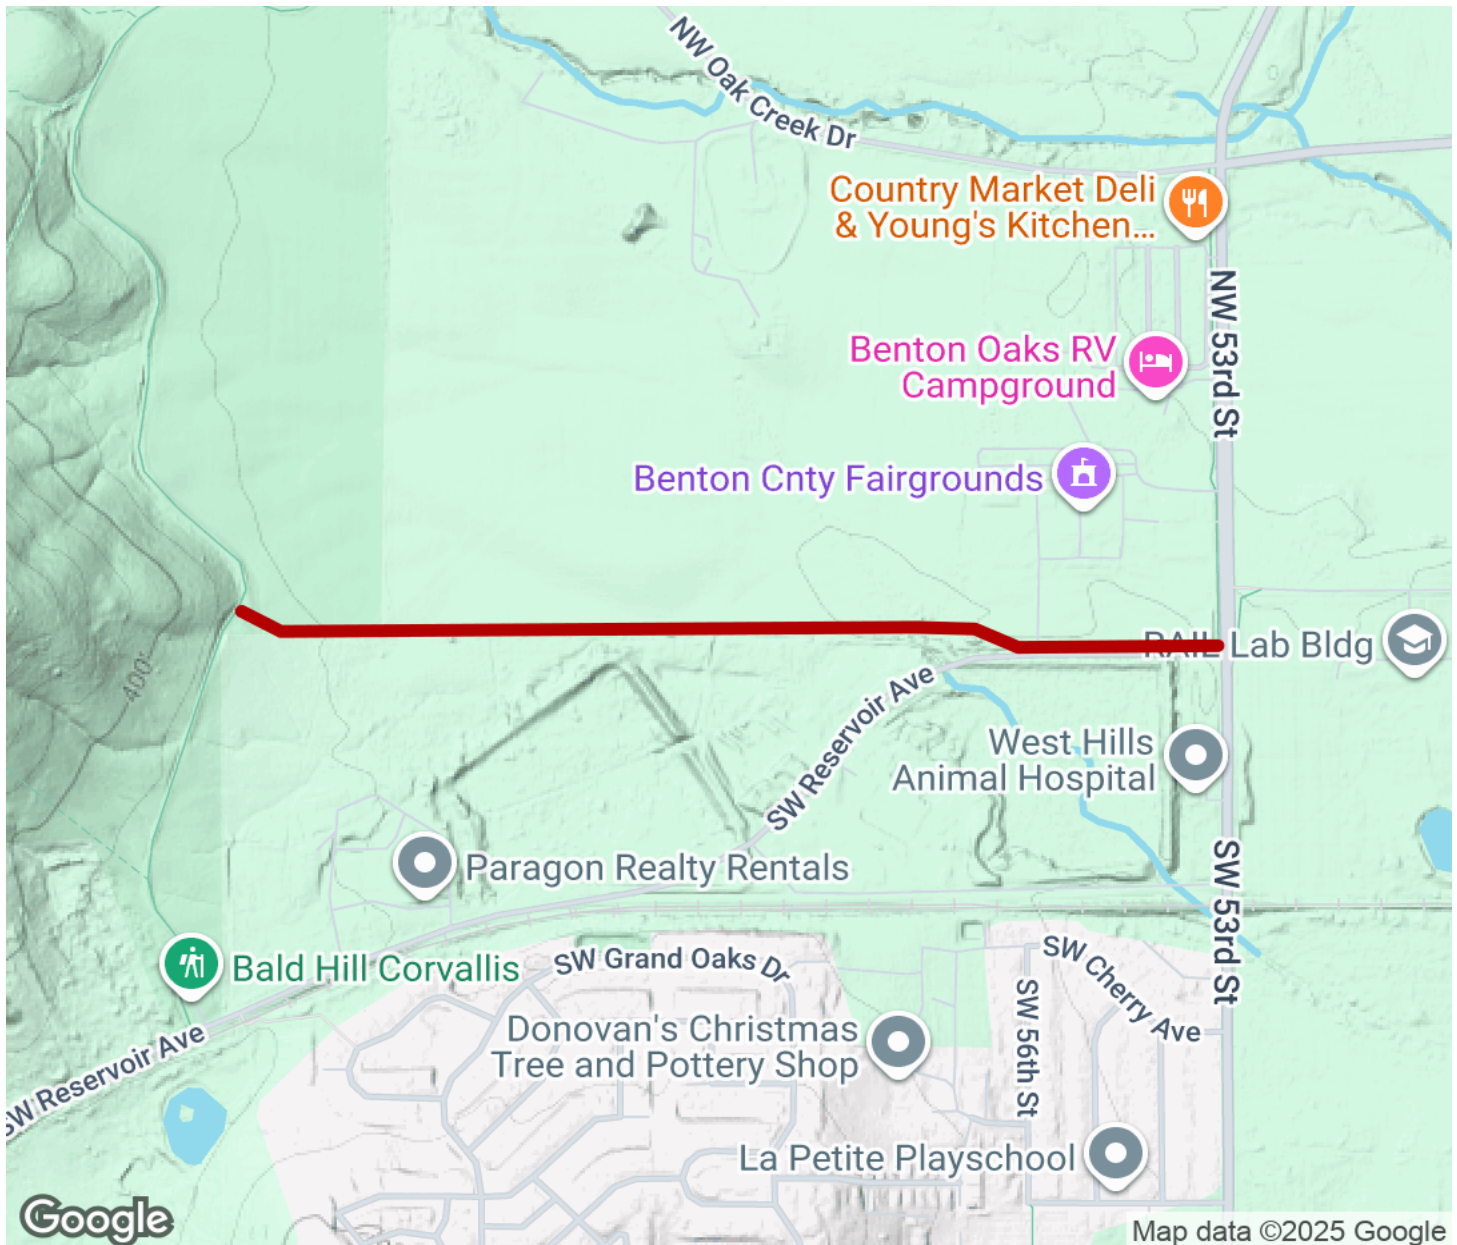 NW Oak Creek Dr
Country Market Deli
& Young's Kitchen...
NW 53rd St
Benton Oaks RV
Campground
Benton Cnty Fairgrounds
RAIL Lab Bldg
400'
SW Reservoir Ave
West Hills
Animal Hospital
Paragon Realty Rentals
SW 53rd St
Bald Hill Corvallis
SW Grand Oaks Dr
SW Cherry Ave
SW 56th St
Donovan's Christmas
Tree and Pottery Shop
SW Reservoir Ave
La Petite Playschool
Google
Map data ©2025 Google